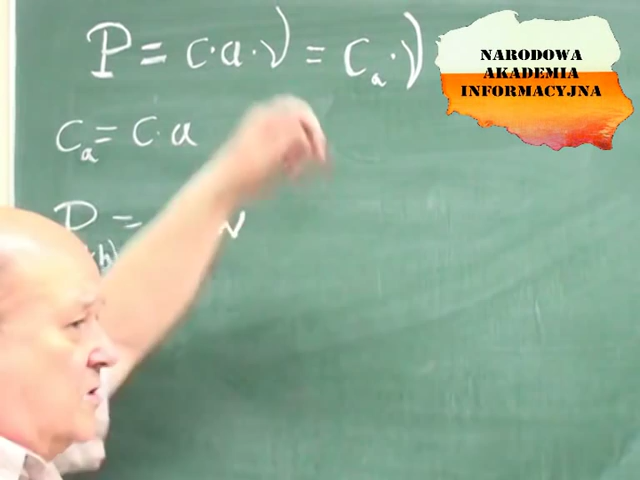 P = c·a·ν = Ca·ν
Ca = c·a
P = ν
h)
NARODOWA
AKADEMIA
INFORMACYJNA